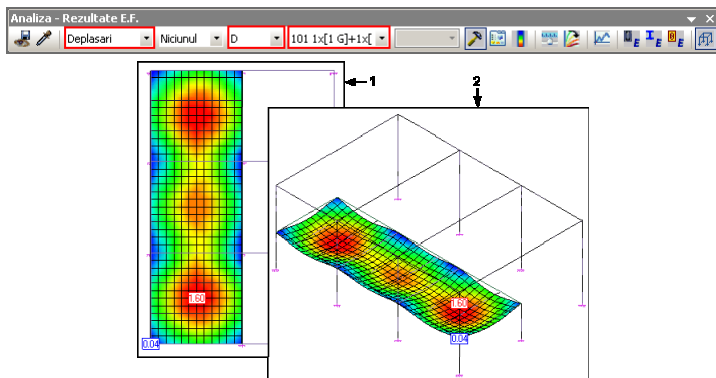 Analiza - Rezultate E.F.
Deplasari Niciunul D 101 1x[1 G]+1x[
E E E
1 2
1.60
0.04
1.60
0.04